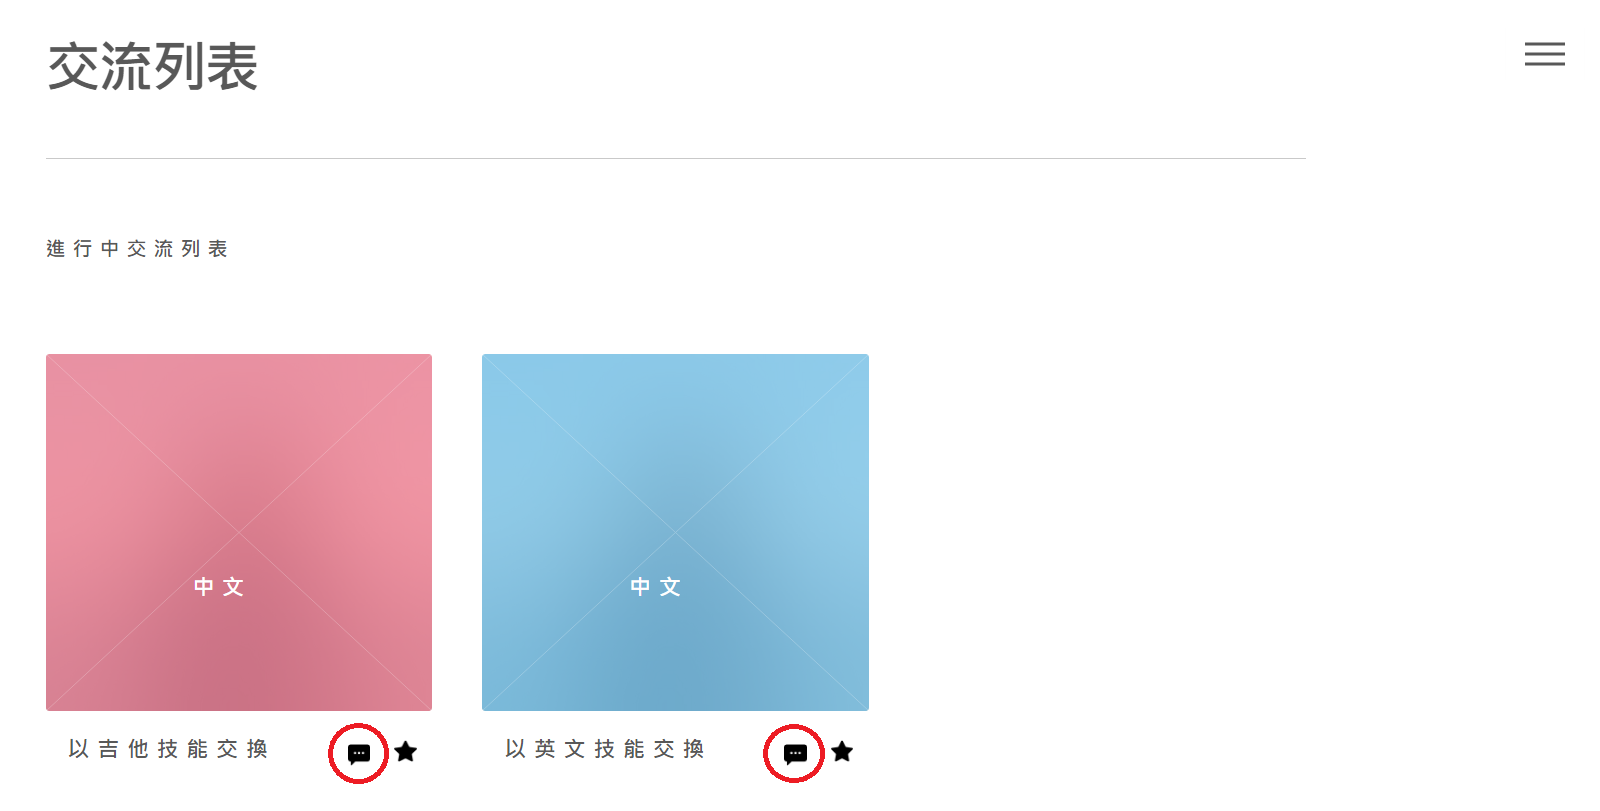 交流列表
進行中交流列表
中文
中文
以吉他技能交換
以英文技能交換